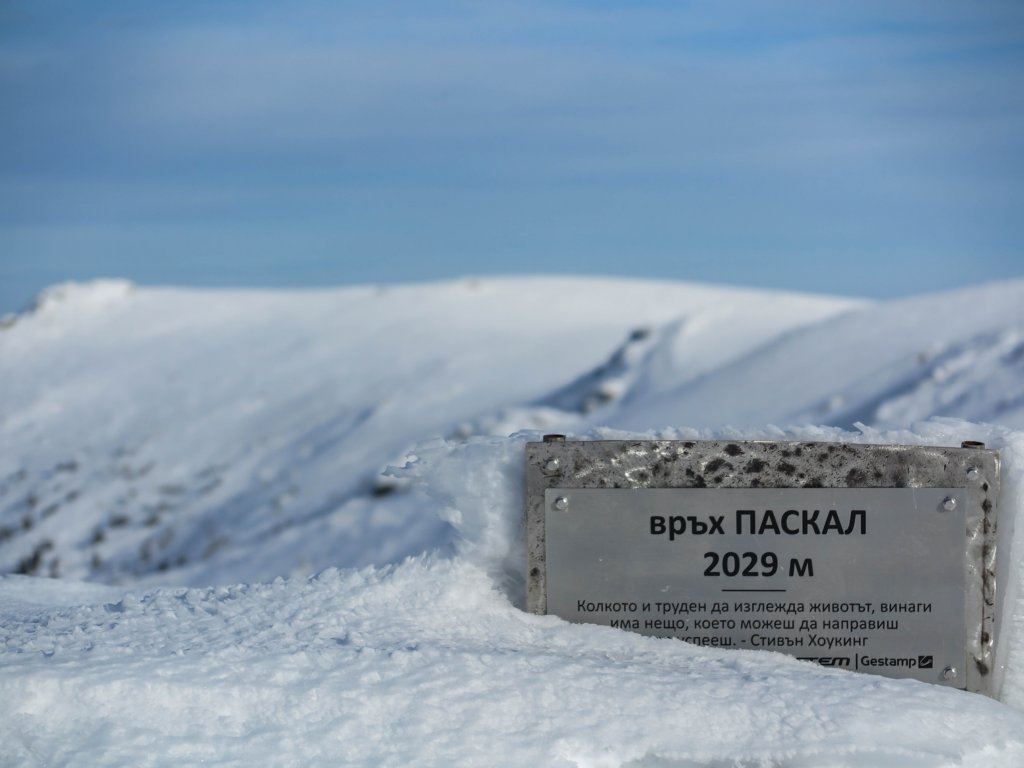 връх ПАСКАЛ
2029 м
Колкото и труден да изглежда животът, винаги
има нещо, което можеш да направиш
успееш. - Стивън Хоукинг
Gestamp